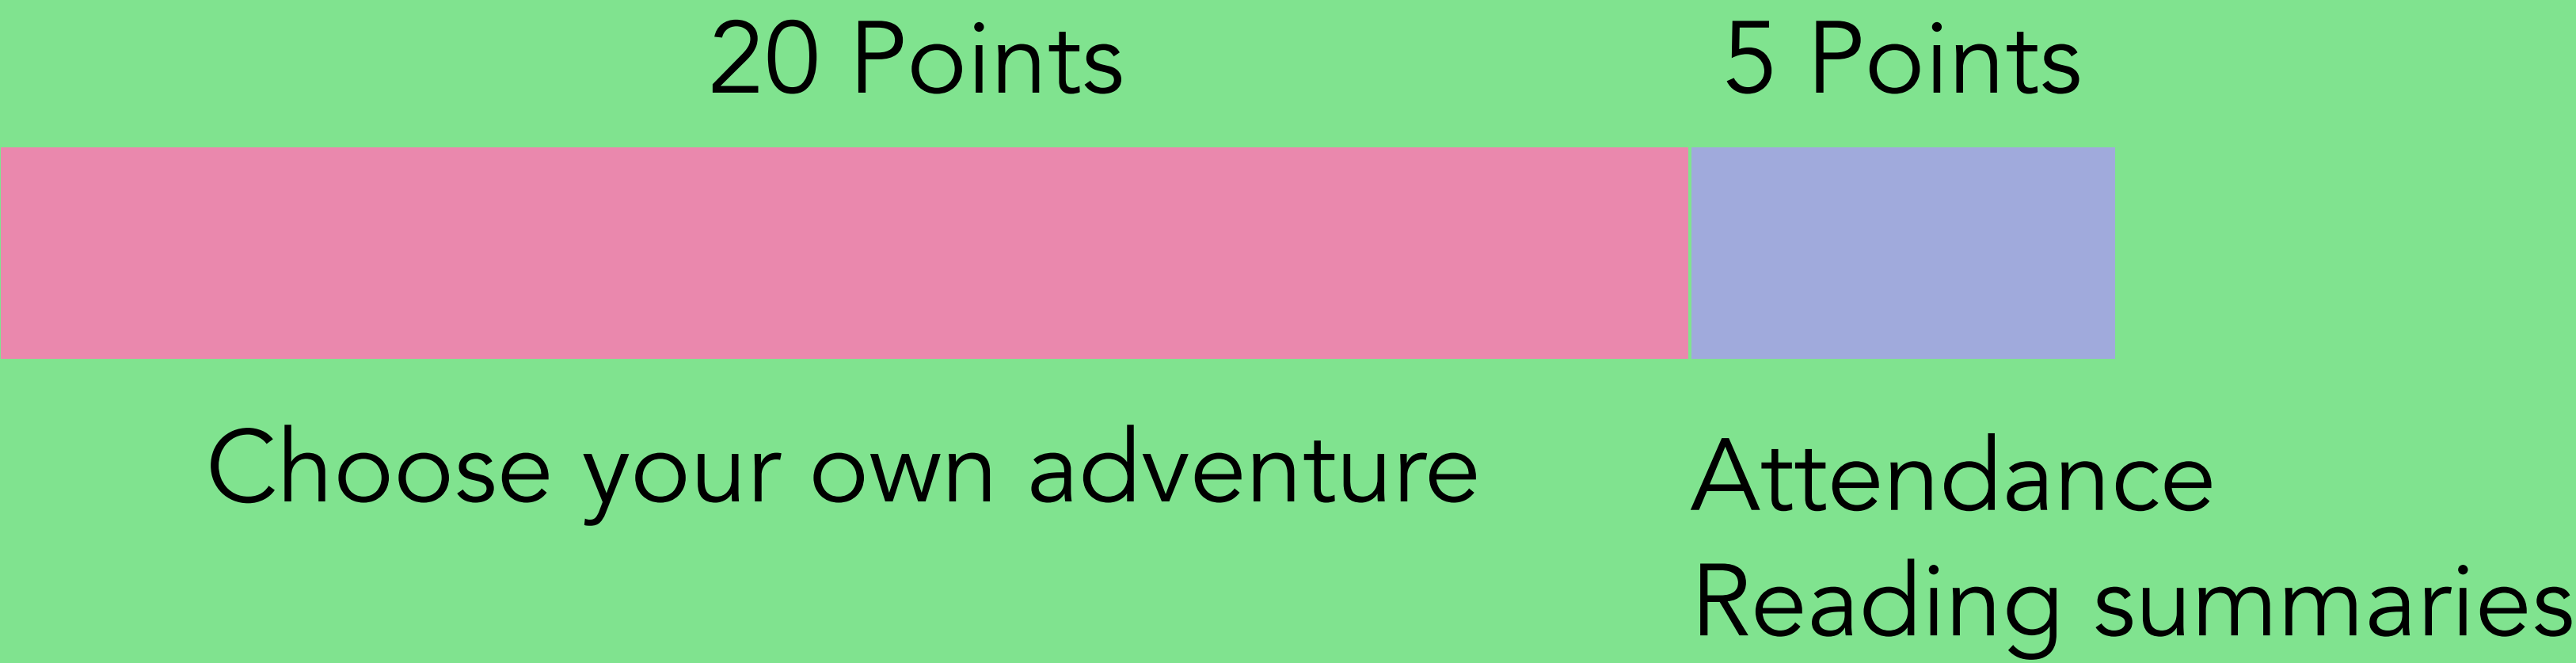 20 Points
5 Points
Choose your own adventure
Attendance
Reading summaries